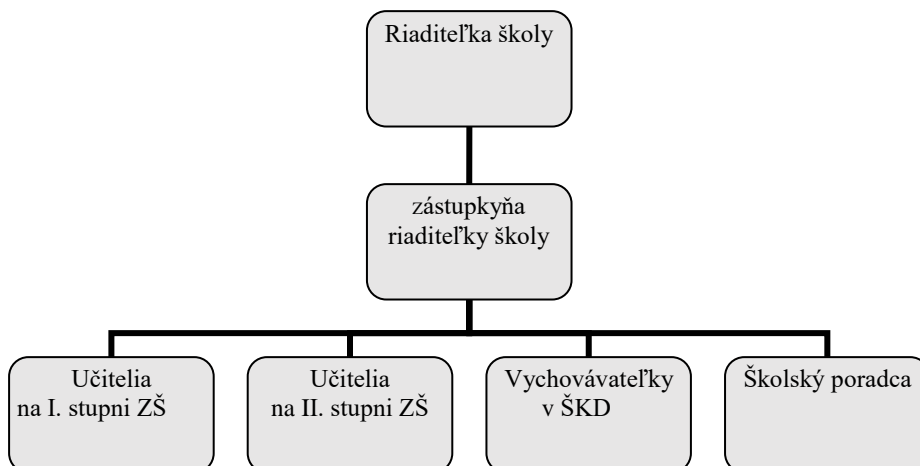 Riaditeľka školy
zástupkyňa
riaditeľky školy
Učitelia
na I. stupni ZŠ
Učitelia
na II. stupni ZŠ
Vychovávateľky
v ŠKD
Školský poradca